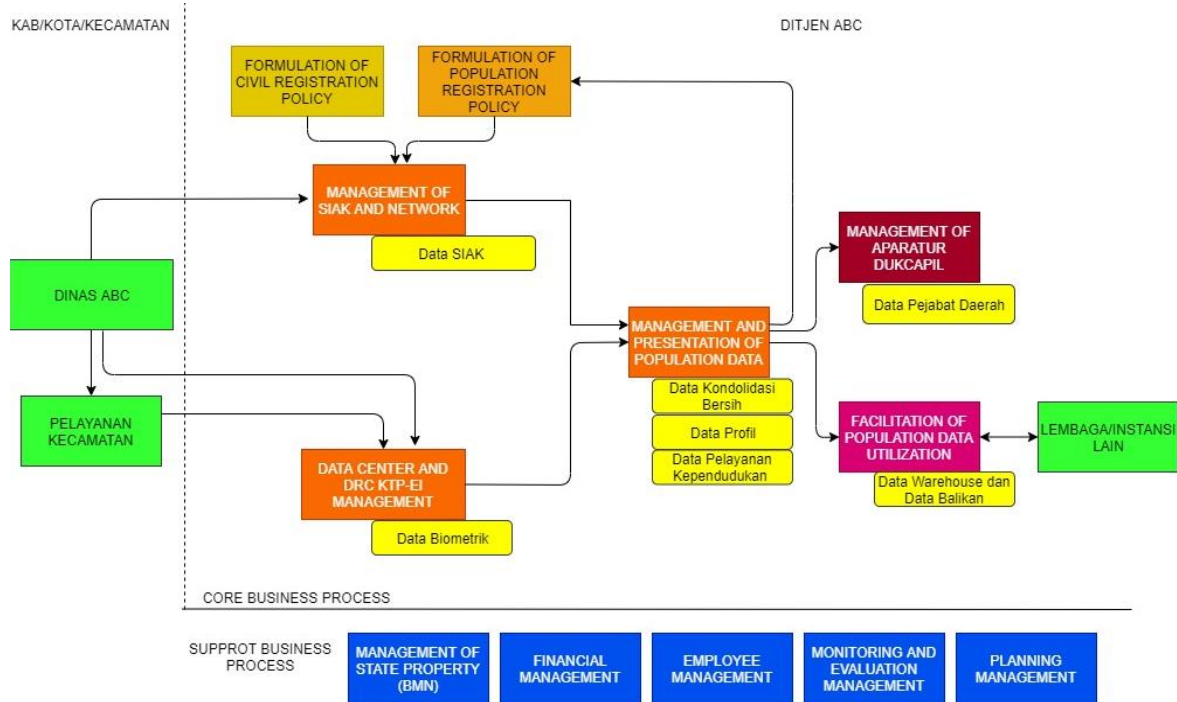 KAB/KOTA/KECAMATAN
DITJEN ABC
FORMULATION OF
CIVIL REGISTRATION
POLICY
FORMULATION OF
POPULATION
REGISTRATION
POLICY
MANAGEMENT OF
SIAK AND NETWORK
Data SIAK
DINAS ABC
MANAGEMENT OF
APARATUR
DUKCAPIL
Data Pejabat Daerah
MANAGEMENT AND
PRESENTATION OF
POPULATION DATA
Data Kondolidasi
Bersih
Data Profil
Data Pelayanan
Kependudukan
PELAYANAN
KECAMATAN
FACILITATION OF
POPULATION DATA
UTILIZATION
LEMBAGA/INSTANSI
LAIN
Data Warehouse dan
Data Balikan
DATA CENTER AND
DRC KTP-El
MANAGEMENT
Data Biometrik
CORE BUSINESS PROCESS
SUPPROT BUSINESS
PROCESS
MANAGEMENT OF
STATE PROPERTY
(BMN)
FINANCIAL
MANAGEMENT
EMPLOYEE
MANAGEMENT
MONITORING AND
EVALUATION
MANAGEMENT
PLANNING
MANAGEMENT